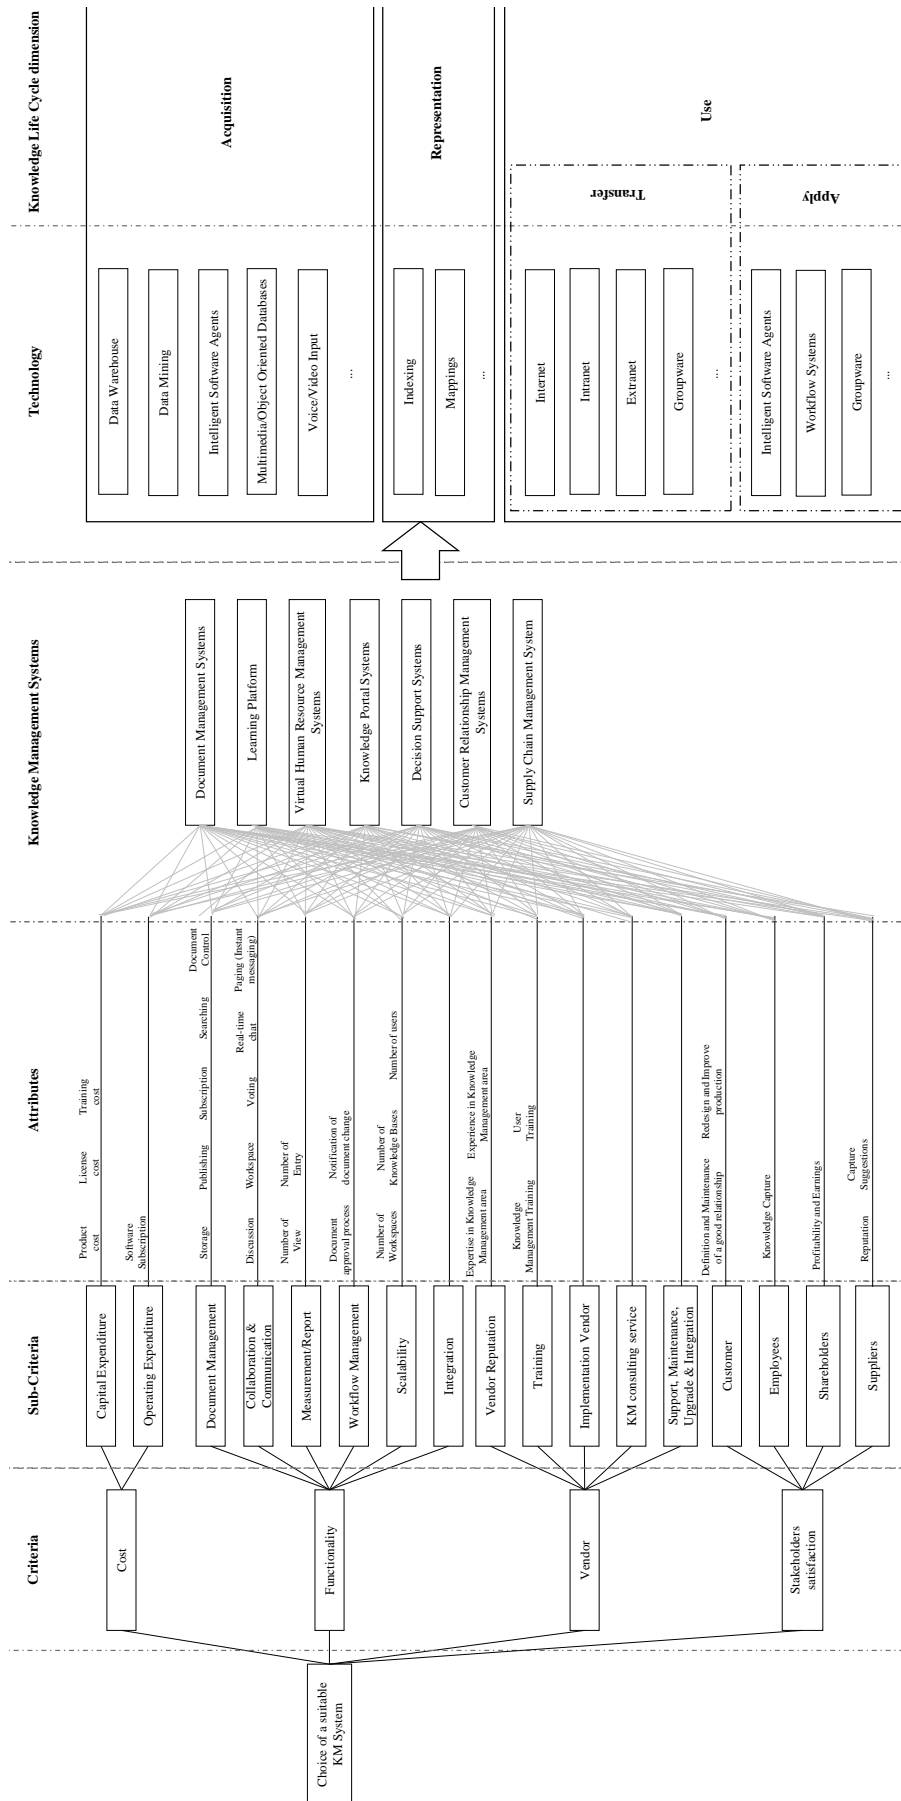 Criteria
Sub-Criteria
Attributes
Knowledge Management Systems
Technology
Knowledge Life Cycle dimension
Choice of a suitable
KM System
Cost
Functionality
Vendor
Stakeholders
satisfaction
Capital Expenditure
Operating Expenditure
Document Management
Collaboration &
Communication
Measurement/Report
Workflow Management
Scalability
Integration
Vendor Reputation
Training
Implementation Vendor
KM consulting service
Support, Maintenance,
Upgrade & Integration
Customer
Employees
Shareholders
Suppliers
Product
cost
License
cost
Training
cost
Software
Subscription
Storage
Publishing
Subscription
Searching
Document
Control
Discussion
Workspace
Voting
Real-time
chat
Paging (Instant
messaging)
Number of
View
Number of
Entry
Document
approval process
Notification of
document change
Number of
Workspaces
Number of
Knowledge Bases
Number of users
Expertise in Knowledge
Management area
Experience in Knowledge
Management area
Knowledge
Management Training
User
Training
Definition and Maintenance
of a good relationship
Redesign and Improve
production
Knowledge Capture
Profitability and Earnings
Reputation
Capture
Suggestions
Document Management Systems
Learning Platform
Virtual Human Resource Management
Systems
Knowledge Portal Systems
Decision Support Systems
Customer Relationship Management
Systems
Supply Chain Management System
Data Warehouse
Data Mining
Intelligent Software Agents
Multimedia/Object Oriented Databases
Voice/Video Input
...
Acquisition
Indexing
Mappings
...
Representation
Internet
Intranet
Extranet
Groupware
...
Transfer
Intelligent Software Agents
Workflow Systems
Groupware
...
Apply
Use